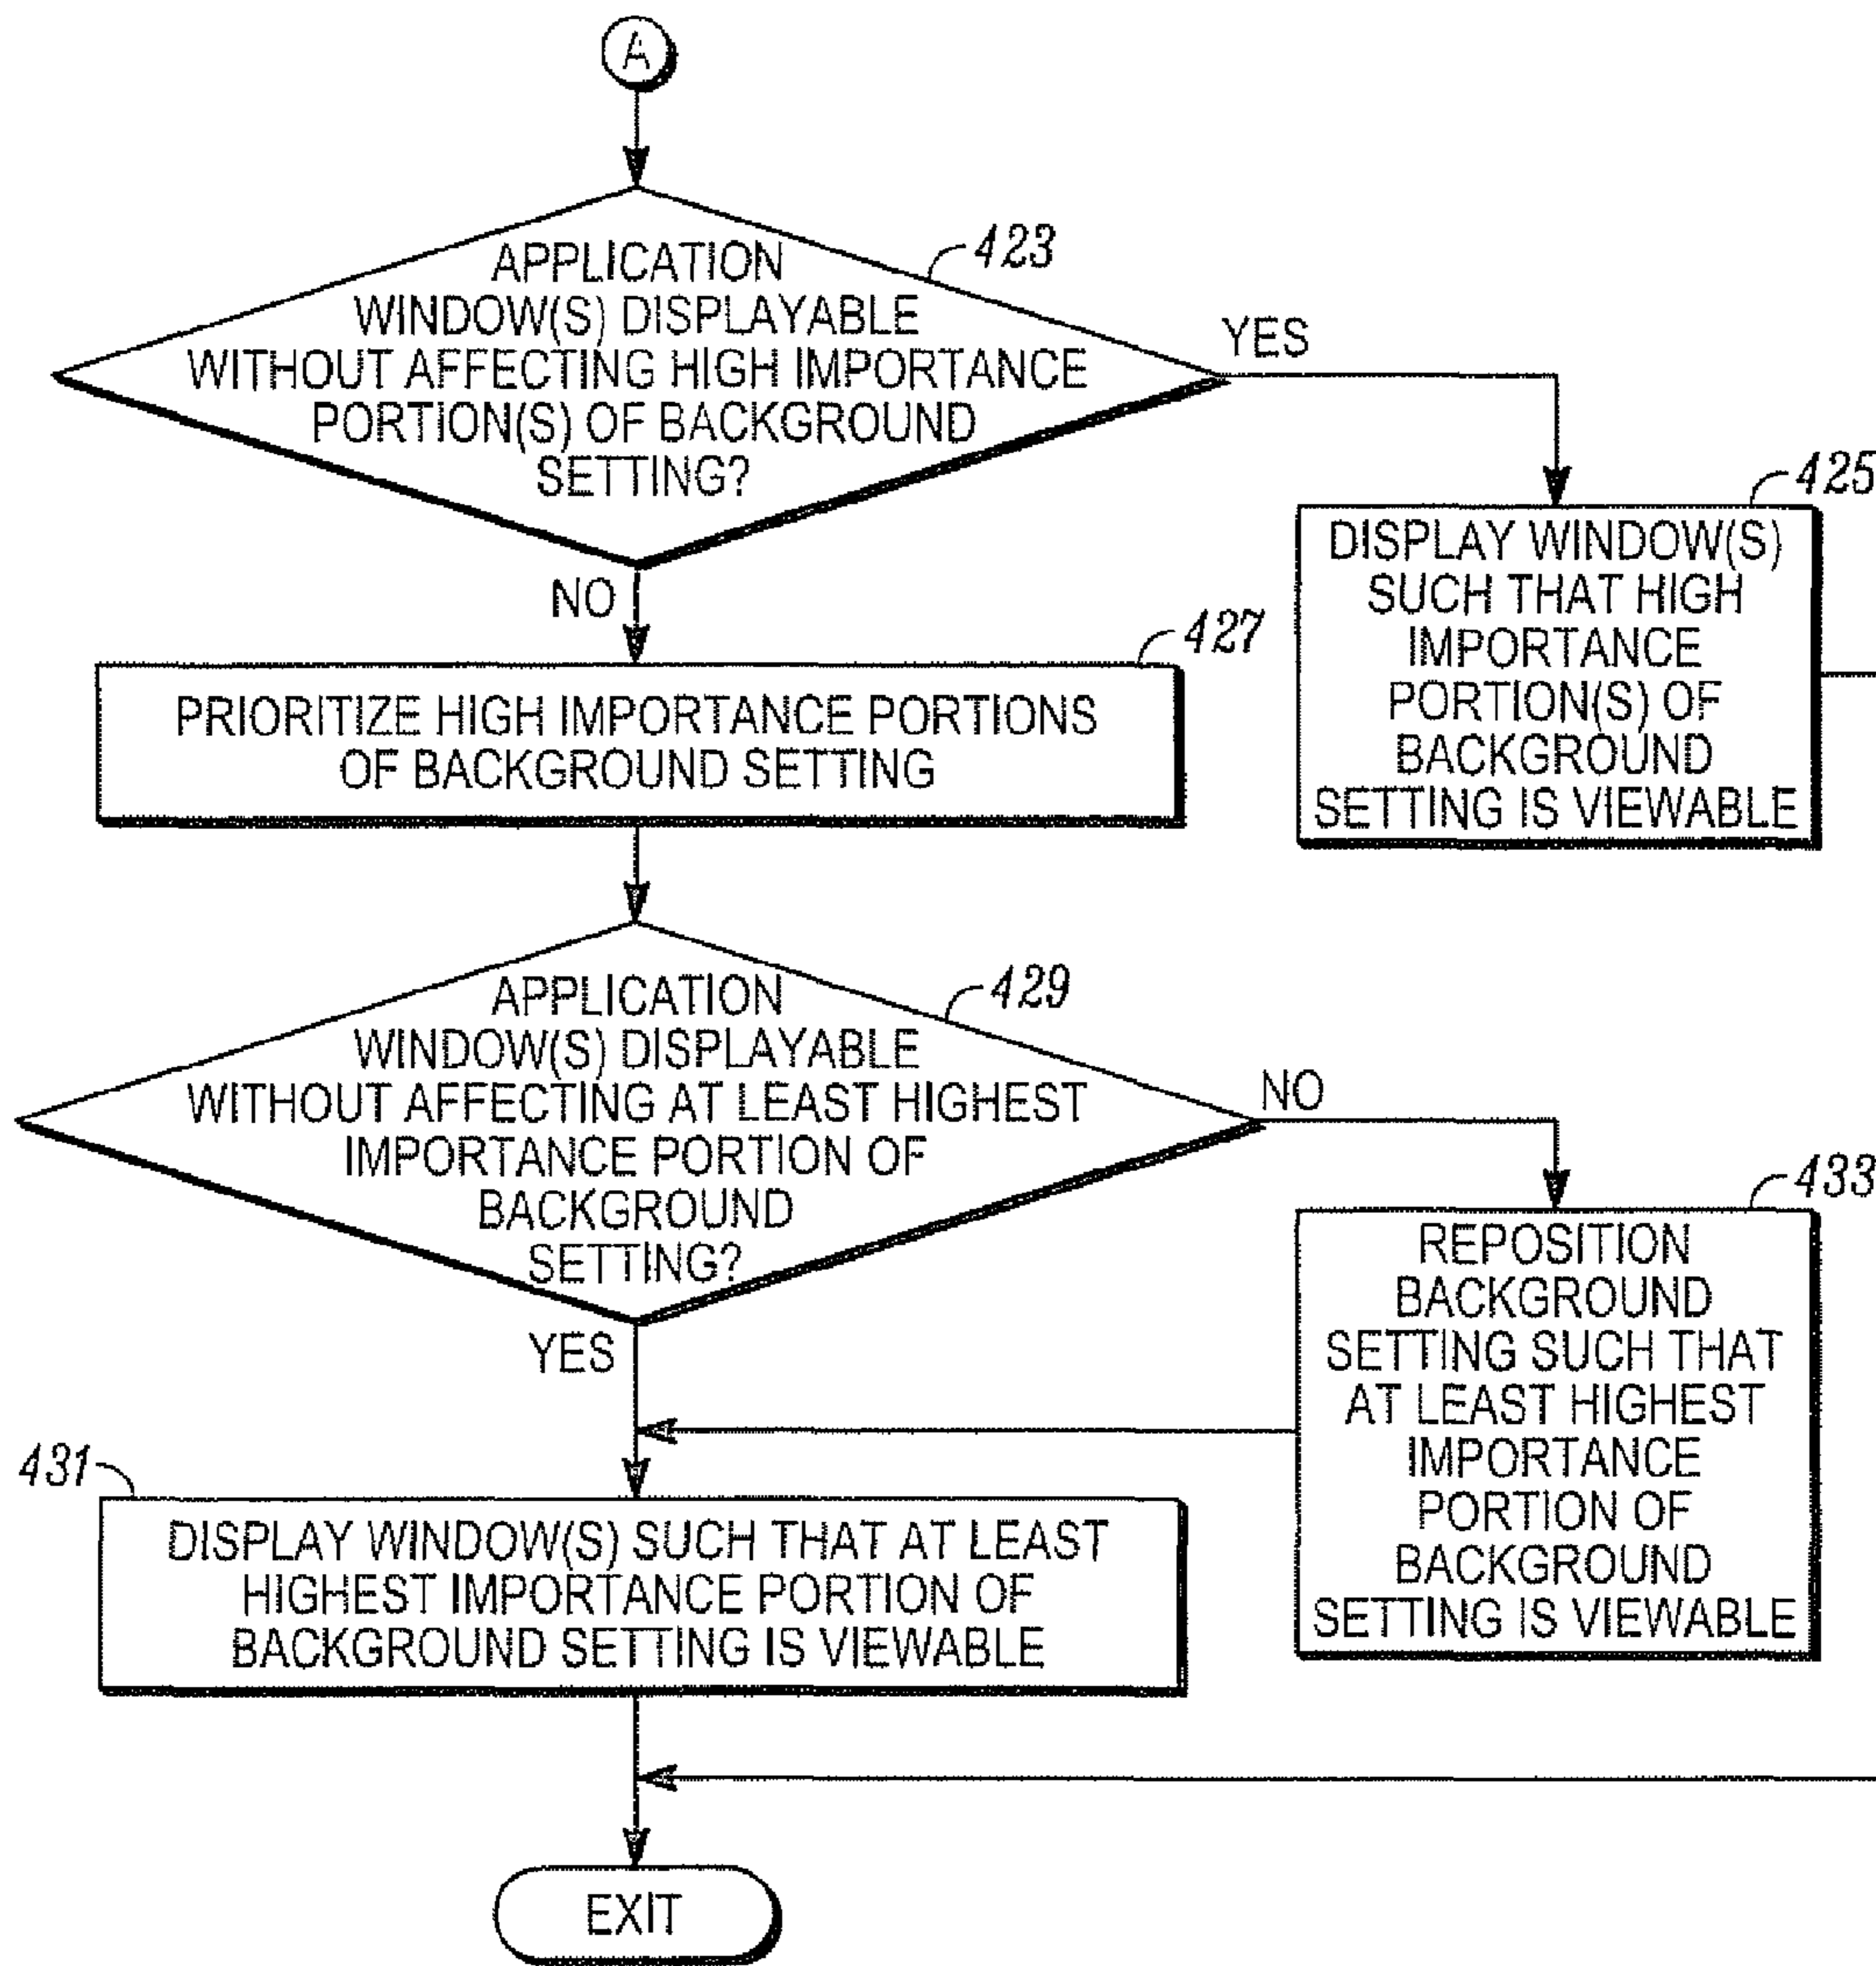 A
423
APPLICATION
WINDOW(S) DISPLAYABLE
WITHOUT AFFECTING HIGH IMPORTANCE
PORTION(S) OF BACKGROUND
SETTING?
YES
NO
425
DISPLAY WINDOW(S)
SUCH THAT HIGH
IMPORTANCE
PORTION(S) OF
BACKGROUND
SETTING IS VIEWABLE
427
PRIORITIZE HIGH IMPORTANCE PORTIONS
OF BACKGROUND SETTING
429
APPLICATION
WINDOW(S) DISPLAYABLE
WITHOUT AFFECTING AT LEAST HIGHEST
IMPORTANCE PORTION OF
BACKGROUND
SETTING?
NO
YES
433
REPOSITION
BACKGROUND
SETTING SUCH THAT
AT LEAST HIGHEST
IMPORTANCE
PORTION OF
BACKGROUND
SETTING IS VIEWABLE
431
DISPLAY WINDOW(S) SUCH THAT AT LEAST
HIGHEST IMPORTANCE PORTION OF
BACKGROUND SETTING IS VIEWABLE
EXIT